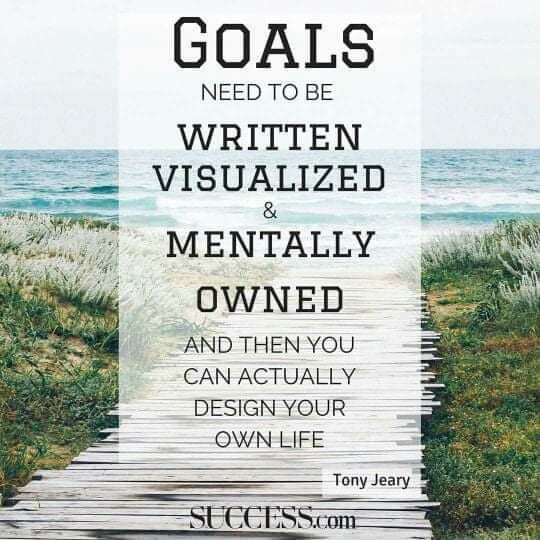 GOALS
NEED TO BE
WRITTEN
VISUALIZED
&
MENTALLY
OWNED
AND THEN YOU
CAN ACTUALLY
DESIGN YOUR
OWN LIFE
Tony Jeary
SUCCESS.com